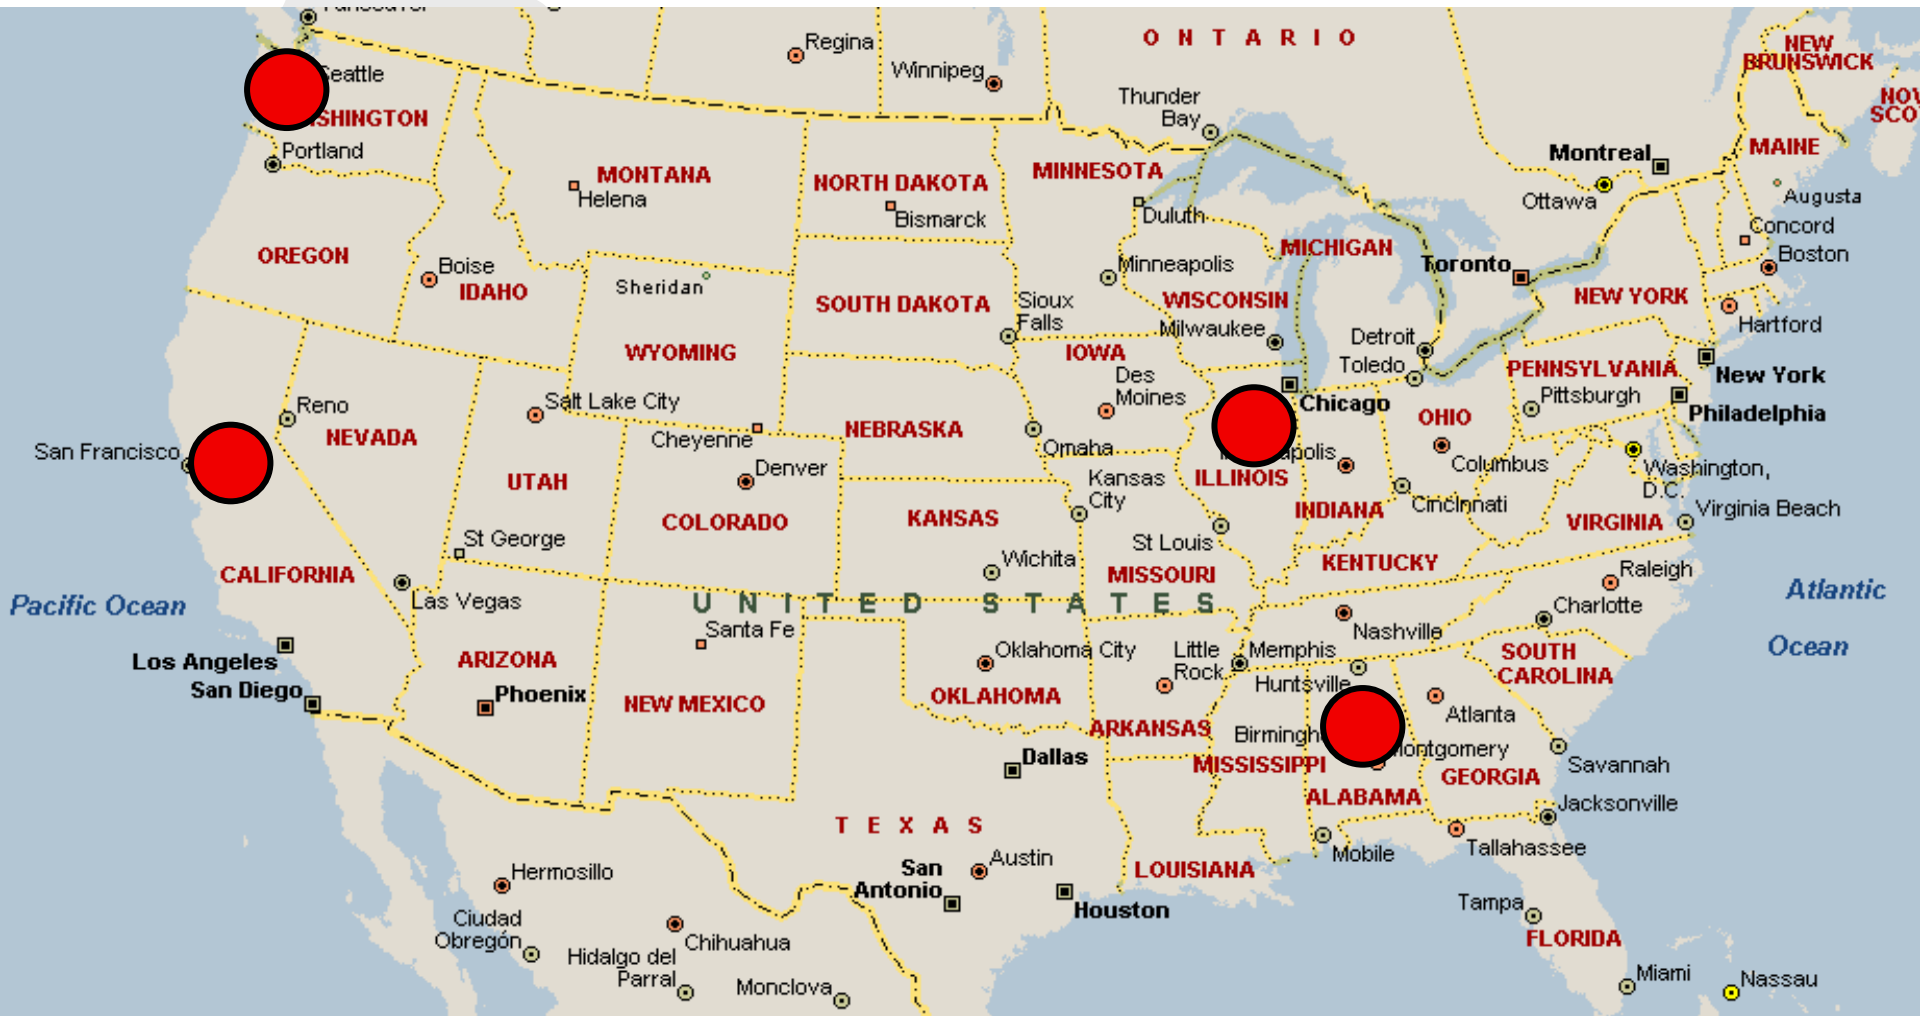 Regina
Winnipeg
ONTARIO
NEW
BRUNSWICK
Seattle
Thunder
Bay
MAINE
Montreal
Portland
MONTANA
NORTH DAKOTA
MINNESOTA
Helena
Bismarck
Duluth
Ottawa
Augusta
Concord
OREGON
Boise
IDAHO
Sheridan
Minneapolis
MICHIGAN
Toronto
Boston
SOUTH DAKOTA
Sioux
Falls
WISCONSIN
Milwaukee
NEW YORK
Hartford
WYOMING
IOWA
Des
Moines
Detroit
Toledo
PENNSYLVANIA
New York
Pittsburgh
Philadelphia
Reno
Salt Lake City
NEVADA
Cheyenne
NEBRASKA
Omaha
Chicago
OHIO
Columbus
San Francisco
UTAH
Denver
Kansas
City
ILLINOIS
Washington,
D.C.
COLORADO
KANSAS
INDIANA
Cincinnati
VIRGINIA
Virginia Beach
St George
Wichita
St Louis
MISSOURI
KENTUCKY
Raleigh
CALIFORNIA
Las Vegas
UNITED STATES
Pacific Ocean
Atlantic
Ocean
Charlotte
Santa Fe
Nashville
Los Angeles
San Diego
ARIZONA
Phoenix
NEW MEXICO
Oklahoma City
OKLAHOMA
Little
Rock
Memphis
Huntsville
SOUTH
CAROLINA
ARKANSAS
Atlanta
Dallas
MISSISSIPPI
ALABAMA
GEORGIA
Savannah
TEXAS
Jacksonville
Mobile
Tallahassee
Hermosillo
San
Antonio
Austin
LOUISIANA
Houston
Ciudad
Obregón
Chihuahua
Hidalgo del
Parral
Monclova
Tampa
FLORIDA
Miami
Nassau